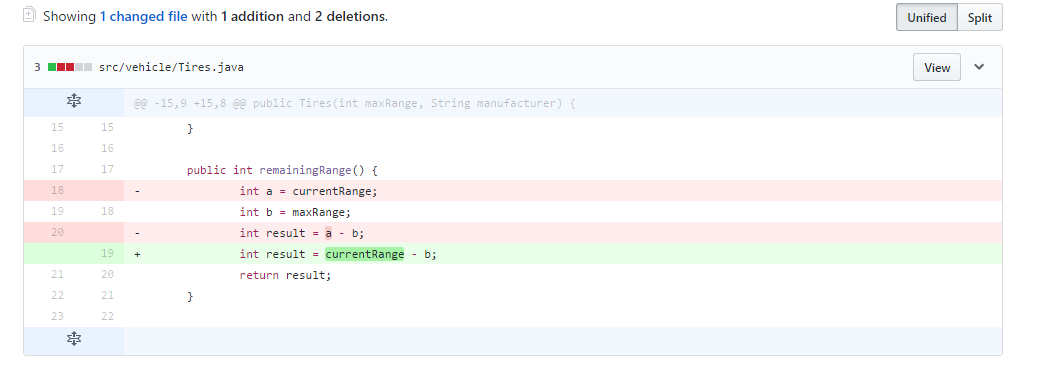 Showing 1 changed file with 1 addition and 2 deletions.
Unified Split
3 src/vehicle/Tires.java View
@@ -15,9 +15,8 @@ public Tires(int maxRange, String manufacturer) {
15 15 }
16 16
17 17 public int remainingRange() {
18 - int a = currentRange;
19 18 int b = maxRange;
20 - int result = a - b;
19 + int result = currentRange - b;
21 20 return result;
22 21 }
23 22